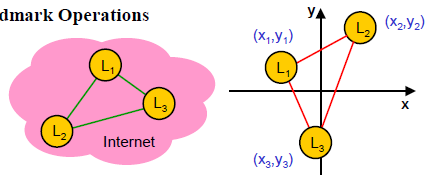 dmark Operations
L1
L3
L2
Internet
y
(x1,y1)
L2
(x2,y2)
L1
x
L3
(x3,y3)